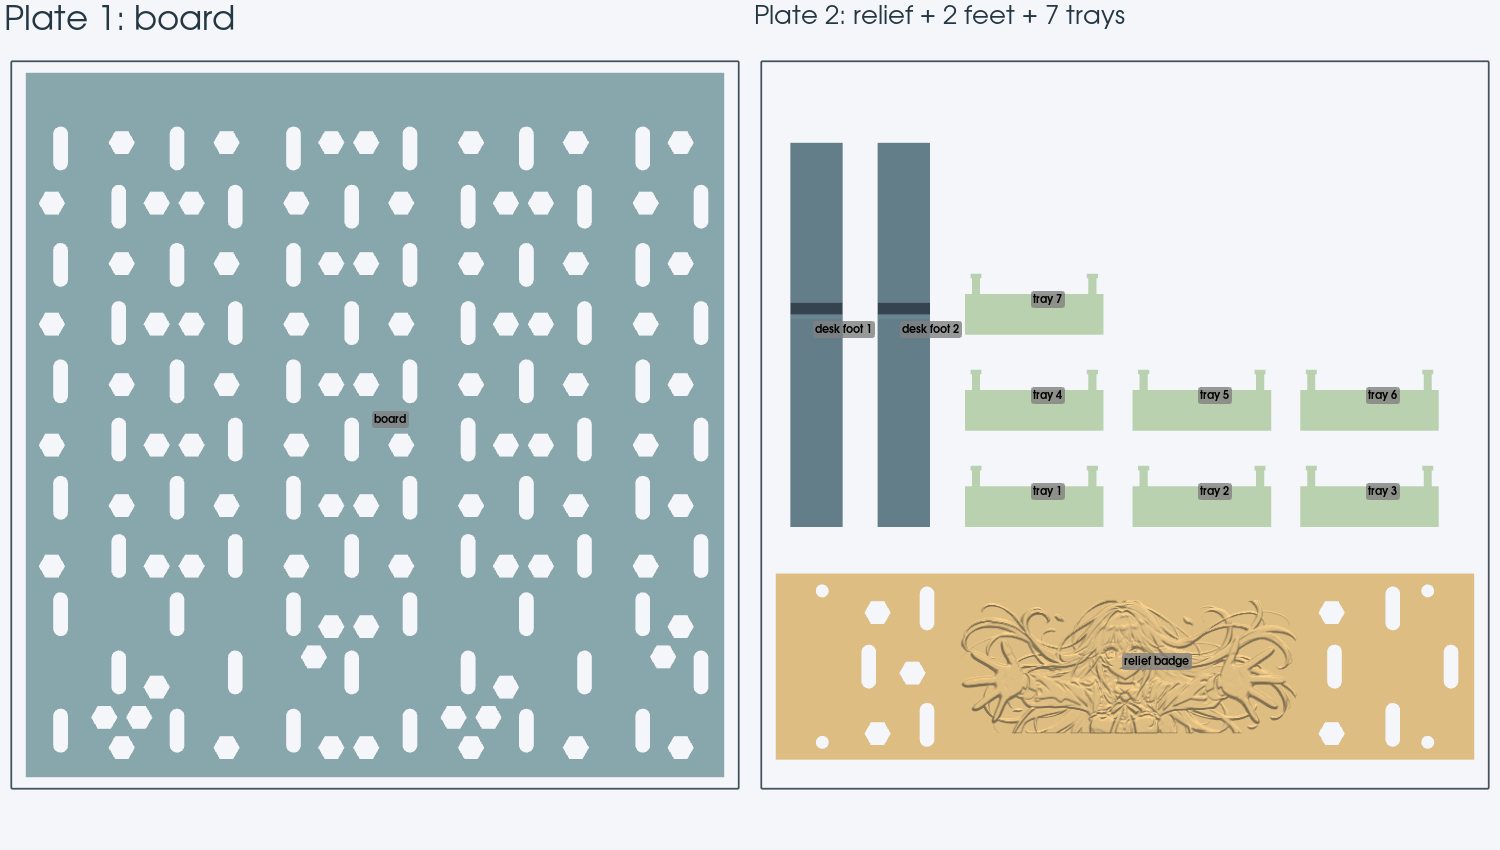 Plate 1: board
Plate 2: relief + 2 feet + 7 trays
board
desk foot 1
desk foot 2
tray 7
tray 4
tray 5
tray 6
tray 1
tray 2
tray 3
relief badge